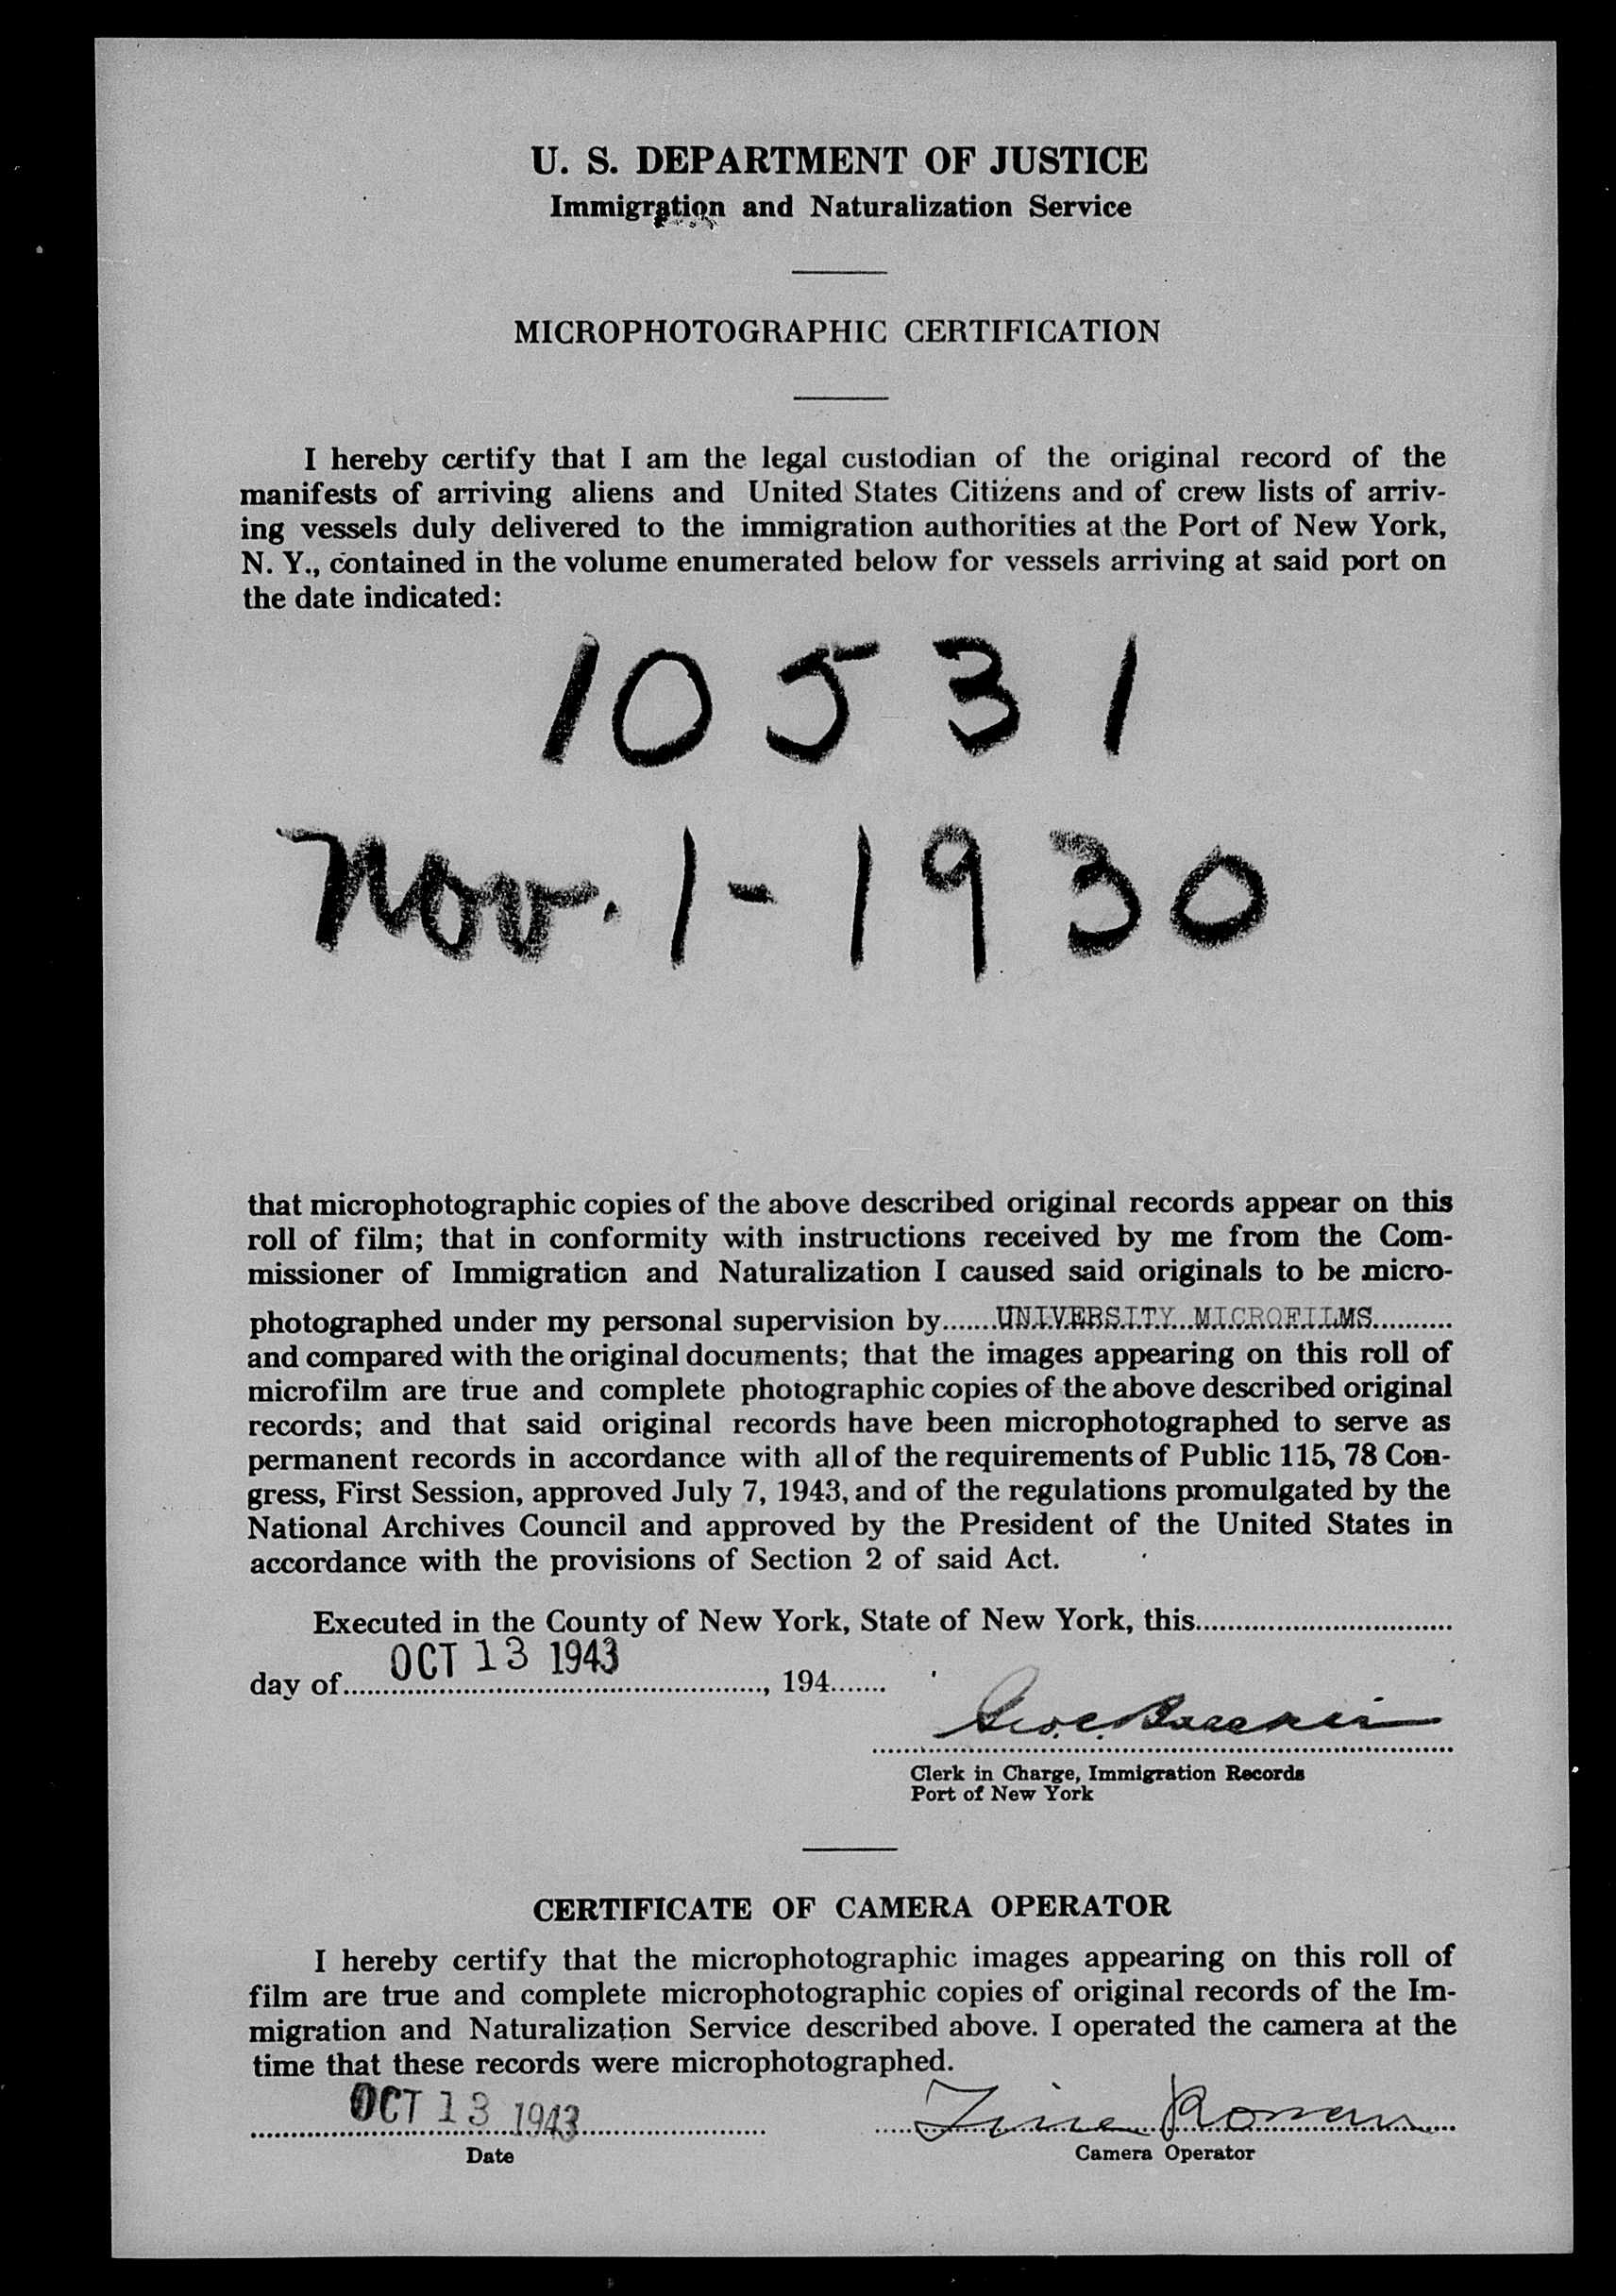 U. S. DEPARTMENT OF JUSTICE
Immigration and Naturalization Service
MICROPHOTOGRAPHIC CERTIFICATION
I hereby certify that I am the legal custodian of the original record of the
manifests of arriving aliens and United States Citizens and of crew lists of arriv-
ing vessels duly delivered to the immigration authorities at the Port of New York,
N. Y., contained in the volume enumerated below for vessels arriving at said port on
the date indicated:
10531
Nov. 1-1930
that microphotographic copies of the above described original records appear on this
roll of film; that in conformity with instructions received by me from the Com-
missioner of Immigration and Naturalization I caused said originals to be micro-
photographed under my personal supervision by.......UNIVERSITY MICROFILMS..........
and compared with the original documents; that the images appearing on this roll of
microfilm are true and complete photographic copies of the above described original
records; and that said original records have been microphotographed to serve as
permanent records in accordance with all of the requirements of Public 115, 78 Con-
gress, First Session, approved July 7, 1943, and of the regulations promulgated by the
National Archives Council and approved by the President of the United States in
accordance with the provisions of Section 2 of said Act.
Executed in the County of New York, State of New York, this................................
day of....OCT 13 1943...................., 194.......
Geo. C.
Clerk in Charge, Immigration Records
Port of New York
CERTIFICATE OF CAMERA OPERATOR
I hereby certify that the microphotographic images appearing on this roll of
film are true and complete microphotographic copies of original records of the Im-
migration and Naturalization Service described above. I operated the camera at the
time that these records were microphotographed.
OCT 13 1943
Date
Camera Operator